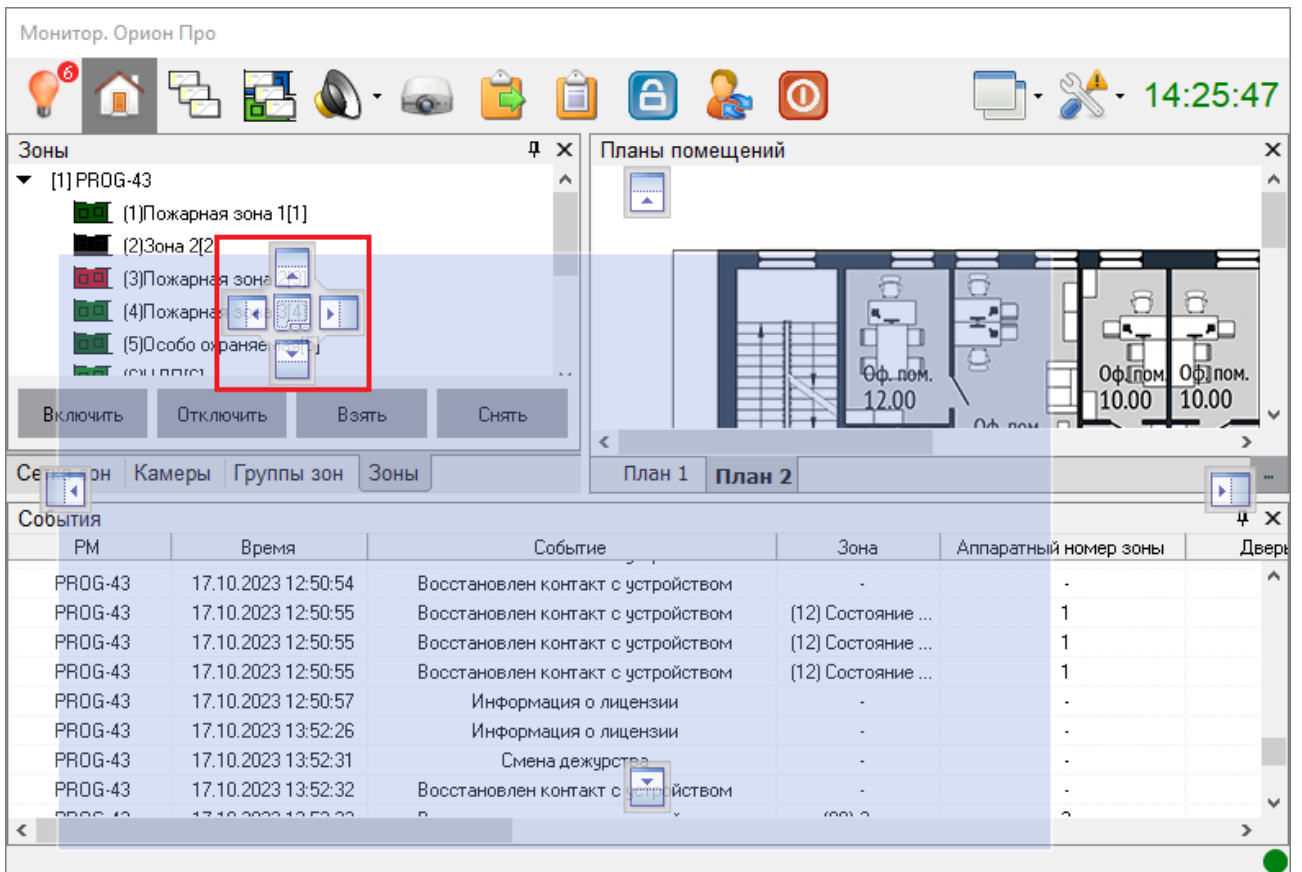 Монитор. Орион Про
6
14:25:47
Зоны
Планы помещений
[1] PROG-43
(1)Пожарная зона 1[1]
(2)Зона 2[2
(3)Пожарная зона
(4)Пожарная
(5)Особо
Включить Отключить Взять Снять
Сетка зон Камеры Группы зон Зоны
Оф. пом.
12.00
Оф. пом.
10.00
Оф. пом.
10.00
Оф. пом.
План 1 План 2 ...
События
РМ Время Событие Зона Аппаратный номер зоны Дверь
PROG-43 17.10.2023 12:50:54 Восстановлен контакт с устройством - -
PROG-43 17.10.2023 12:50:55 Восстановлен контакт с устройством (12) Состояние ... 1
PROG-43 17.10.2023 12:50:55 Восстановлен контакт с устройством (12) Состояние ... 1
PROG-43 17.10.2023 12:50:55 Восстановлен контакт с устройством (12) Состояние ... 1
PROG-43 17.10.2023 12:50:57 Информация о лицензии - -
PROG-43 17.10.2023 13:52:26 Информация о лицензии - -
PROG-43 17.10.2023 13:52:31 Смена дежурства - -
PROG-43 17.10.2023 13:52:32 Восстановлен контакт с устройством - -